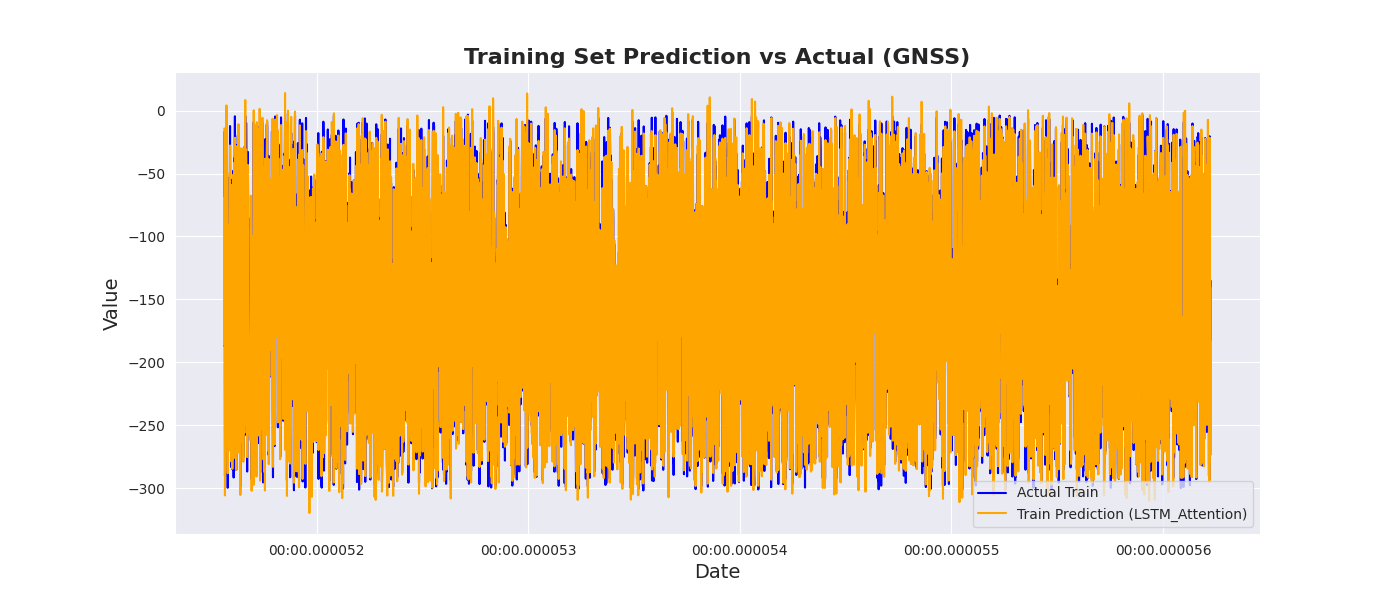 Training Set Prediction vs Actual (GNSS)
Value
0
−50
−100
−150
−200
−250
−300
Actual Train
Train Prediction (LSTM_Attention)
00:00.000052
00:00.000053
00:00.000054
00:00.000055
00:00.000056
Date